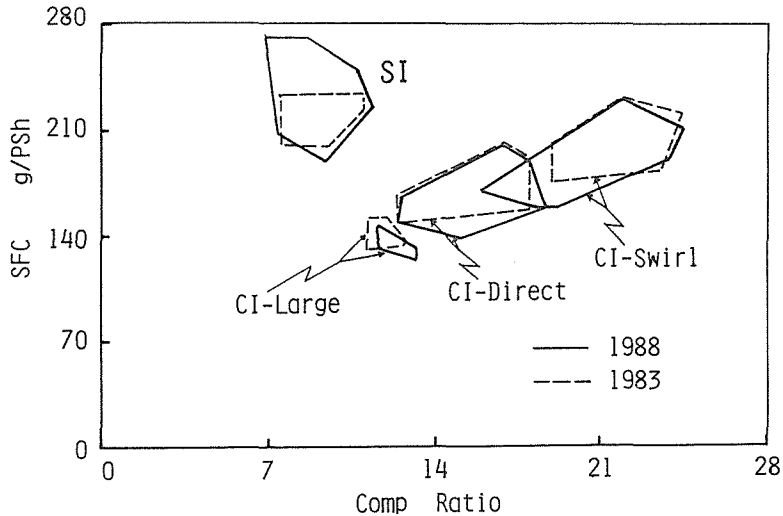 280
SI
210
SFC g/PSh
140
CI-Swirl
CI-Direct
CI-Large
70
1988
1983
0
0 7 14 21 28
Comp Ratio